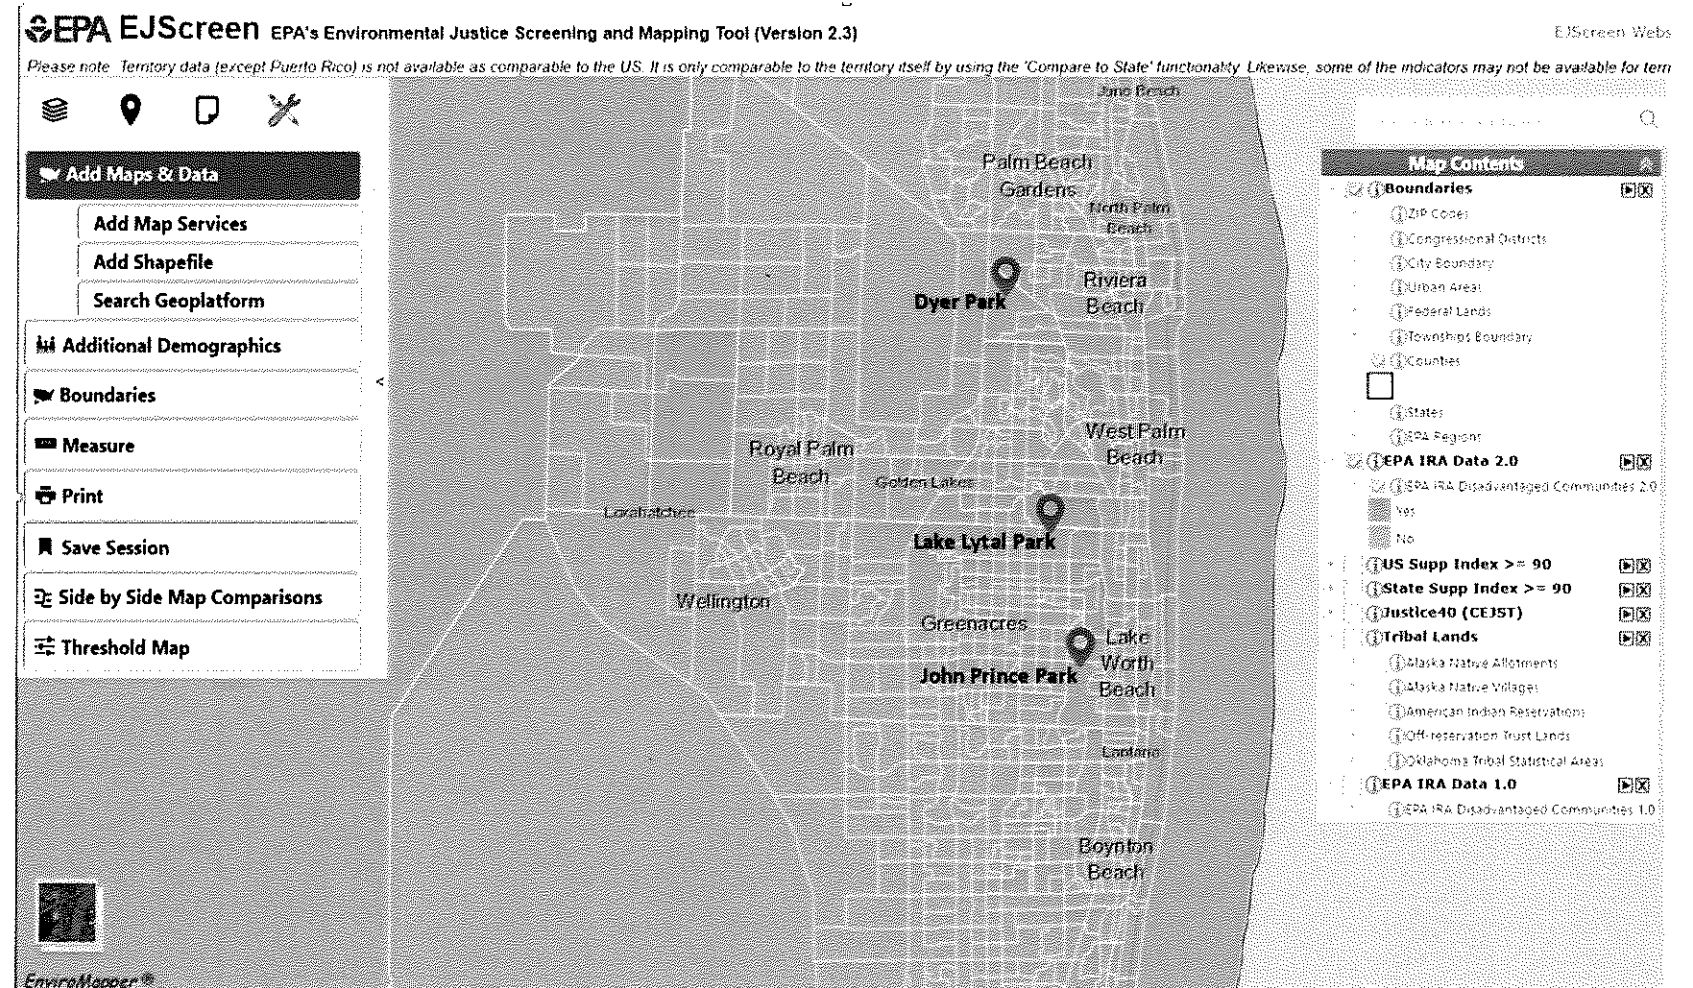 EPA EJScreen EPA's Environmental Justice Screening and Mapping Tool (Version 2.3)
EJScreen Webs
Please note Territory data (except Puerto Rico) is not available as comparable to the US. It is only comparable to the territory itself by using the 'Compare to State' functionality. Likewise, some of the indicators may not be available for terri
Add Maps & Data
Add Map Services
Add Shapefile
Search Geoplatform
Additional Demographics
Boundaries
Measure
Print
Save Session
Side by Side Map Comparisons
Threshold Map
<
EnviroMapper ®
Juno Beach
Palm Beach
Gardens
North Palm
Beach
Dyer Park
Riviera
Beach
West Palm
Beach
Royal Palm
Beach
Golden Lakes
Loxahatchee
Lake Lytal Park
Wellington
Greenacres
Lake
Worth
Beach
John Prince Park
Lantana
Boynton
Beach
Map Contents
Boundaries
ZIP Codes
Congressional Districts
City Boundary
Urban Areas
Federal Lands
Townships Boundary
Counties
States
EPA Regions
EPA IRA Data 2.0
EPA IRA Disadvantaged Communities 2.0
Yes
No
US Supp Index >= 90
State Supp Index >= 90
Justice40 (CEJST)
Tribal Lands
Alaska Native Allotments
Alaska Native Villages
American Indian Reservations
Off-reservation Trust Lands
Oklahoma Tribal Statistical Areas
EPA IRA Data 1.0
EPA IRA Disadvantaged Communities 1.0